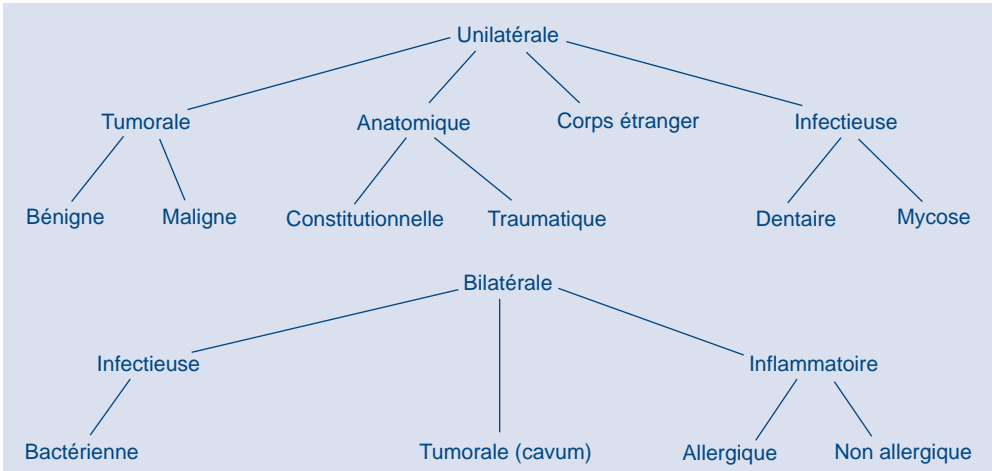 Unilatérale
Tumorale Anatomique Corps étranger Infectieuse
Bénigne Maligne Constitutionnelle Traumatique Dentaire Mycose
Bilatérale
Infectieuse Inflammatoire
Bactérienne Tumorale (cavum) Allergique Non allergique